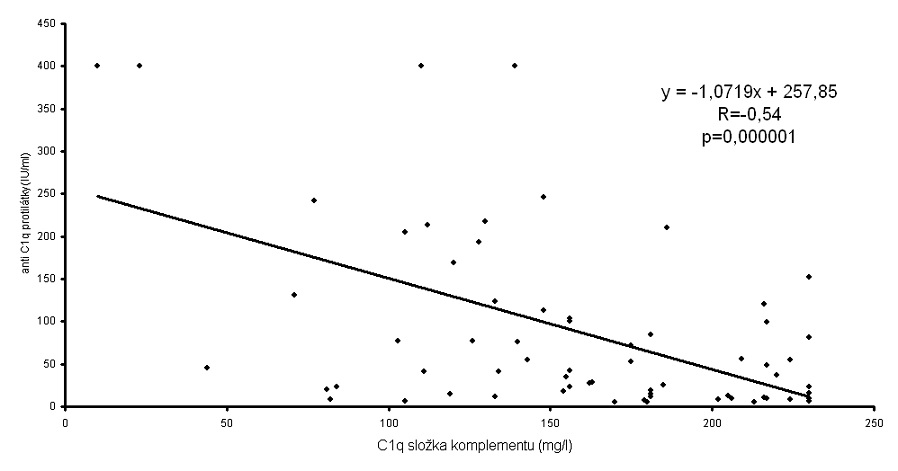 450
400
350
300
250
200
150
100
50
0
anti C1q protilátky (IU/ml)
y = -1,0719x + 257,85
R=-0,54
p=0,000001
0 50 100 150 200 250
C1q složka komplementu (mg/l)